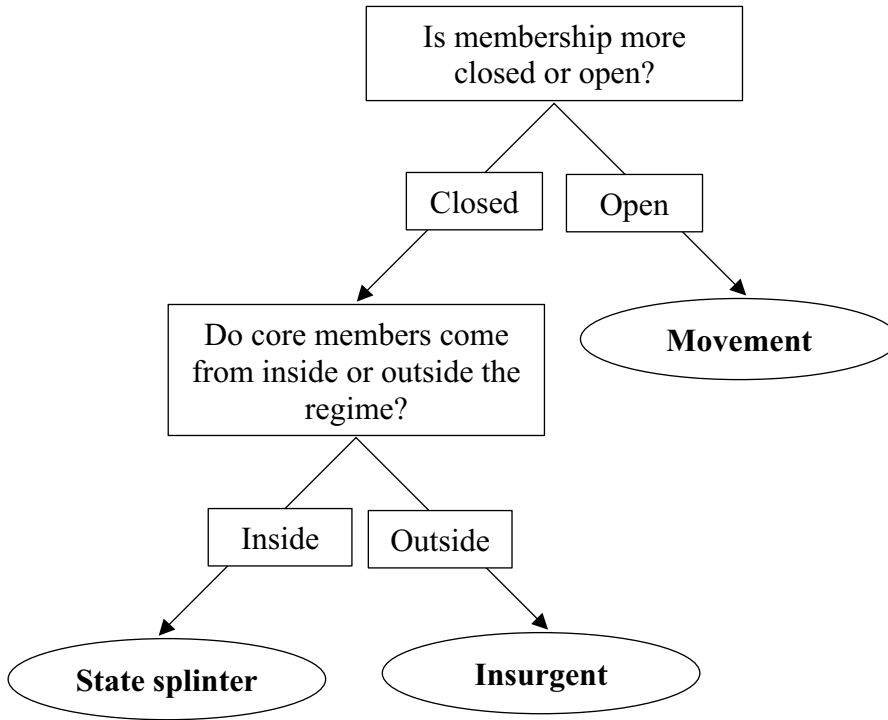 Is membership more
closed or open?
Closed
Open
Movement
Do core members come
from inside or outside the
regime?
Inside
Outside
State splinter
Insurgent